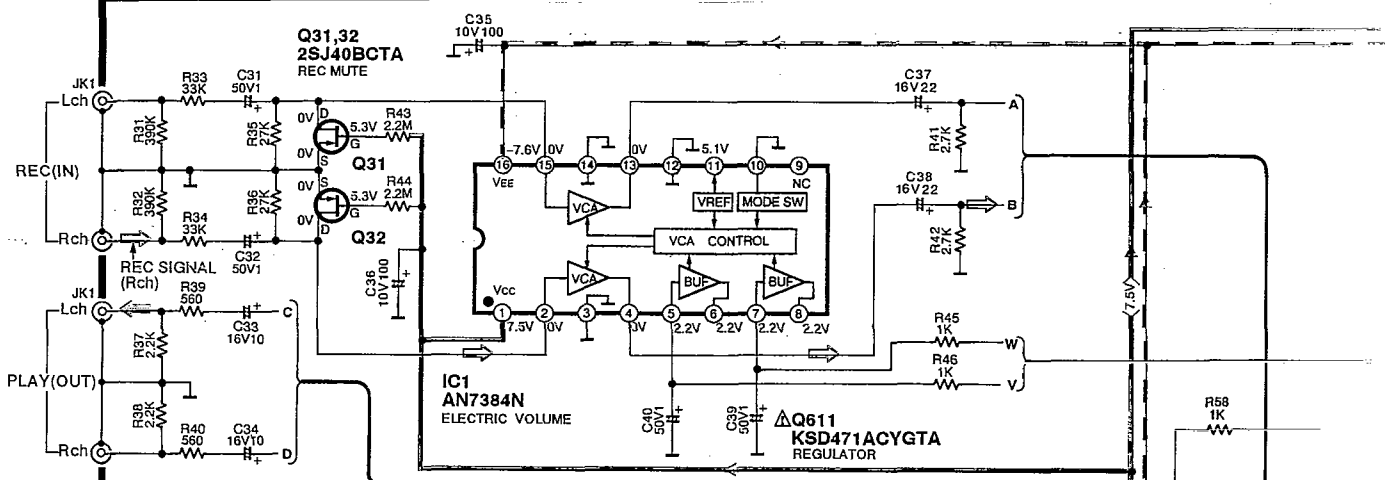 C35
10V100
Q31,32
2SJ40BCTA
REC MUTE
JK1
Lch
R33
33K
C31
50V1
+
R31
390K
R35
27K
0V
D
5.3V
G
R43
2.2M
0V
S
Q31
REC(IN)
R32
390K
R36
27K
0V
S
5.3V
G
R44
2.2M
0V
D
Q32
R34
33K
Rch
C32
50V1
+
REC SIGNAL
(Rch)
C36
10V100
+
-7.6V
0V
0V
5.1V
16
15
14
13
12
11
10
9
VEE
NC
VCA
VREF
MODE SW
VCA CONTROL
VCA
BUF
BUF
Vcc
1
2
3
4
5
6
7
8
7.5V
0V
0V
2.2V
2.2V
2.2V
2.2V
IC1
AN7384N
ELECTRIC VOLUME
C37
16V22
+
A
R41
2.7K
C38
16V22
+
B
R42
2.7K
7.5V
R45
1K
W
R46
1K
V
C40
50V1
+
C39
50V1
+
Q611
KSD471ACYGTA
REGULATOR
R58
1K
JK1
Lch
R39
560
+
C33
16V10
C
R37
2.2K
PLAY(OUT)
R38
2.2K
R40
560
C34
16V10
+
D
Rch